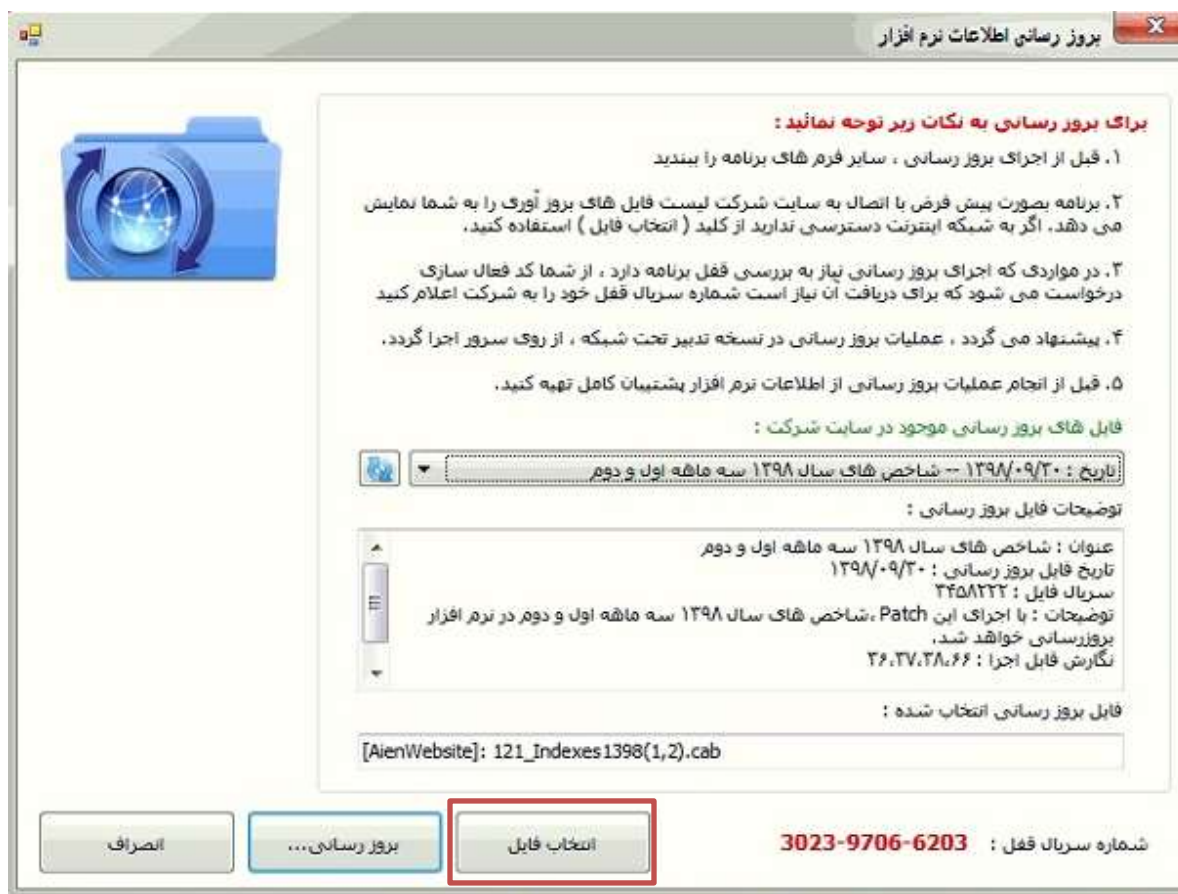 بروز رسانی اطلاعات نرم افزار
برای بروز رسانی به نکات زیر توجه نمائید :
۱. قبل از اجرای بروز رسانی ، سایر فرم های برنامه را ببندید
۲. برنامه بصورت پیش فرض با اتصال به سایت شرکت لیست فایل های بروز آوری را به شما نمایش
می دهد. اگر به شبکه اینترنت دسترسی ندارید از کلید ( انتخاب فایل ) استفاده کنید.
۳. در مواردی که اجرای بروز رسانی نیاز به بررسی قفل برنامه دارد ، از شما کد فعال سازی
درخواست می شود که برای دریافت آن نیاز است شماره سریال قفل خود را به شرکت اعلام کنید
۴. پیشنهاد می گردد ، عملیات بروز رسانی در نسخه تدبیر تحت شبکه ، از روی سرور اجرا گردد.
۵. قبل از انجام عملیات بروز رسانی از اطلاعات نرم افزار پشتیبان کامل تهیه کنید.
فایل های بروز رسانی موجود در سایت شرکت :
تاریخ : ۱۳۹۸/۰۹/۳۰ -- شاخص های سال ۱۳۹۸ سه ماهه اول و دوم
توضیحات فایل بروز رسانی :
عنوان : شاخص های سال ۱۳۹۸ سه ماهه اول و دوم
تاریخ فایل بروز رسانی : ۱۳۹۸/۰۹/۳۰
سریال فایل : ۳۴۵۸۲۲۲
توضیحات : با اجرای این Patch ،شاخص های سال ۱۳۹۸ سه ماهه اول و دوم در نرم افزار
بروزرسانی خواهد شد.
نگارش قابل اجرا : ۳۶،۳۷،۳۸،۶۶
فایل بروز رسانی انتخاب شده :
[AienWebsite]: 121_Indexes1398(1,2).cab
شماره سریال قفل : 3023-9706-6203
انتخاب فایل
بروز رسانی...
انصراف